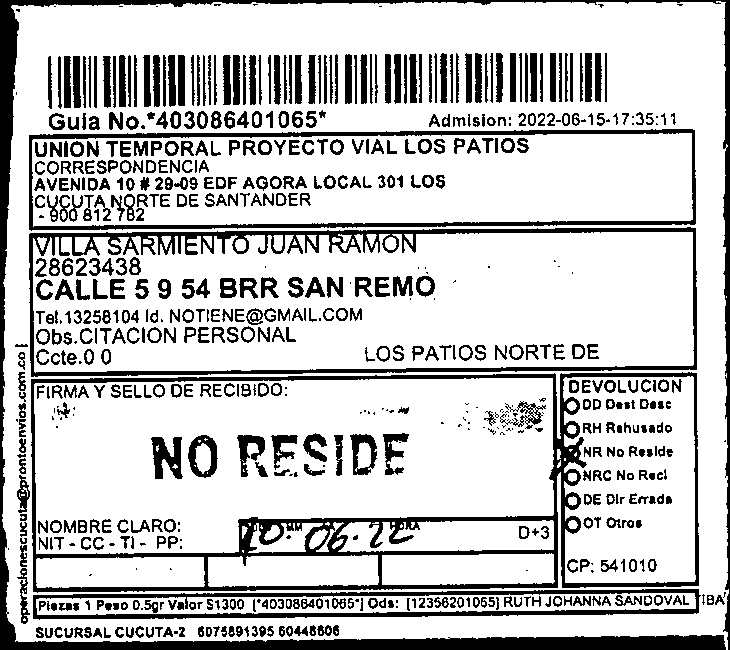 Guia No.*403086401065*
Admision: 2022-06-15-17:35:11
UNION TEMPORAL PROYECTO VIAL LOS PATIOS
CORRESPONDENCIA
AVENIDA 10 # 29-09 EDF AGORA LOCAL 301 LOS
CUCUTA NORTE DE SANTANDER
- 900 812 782
VILLA SARMIENTO JUAN RAMON
28623438
CALLE 5 9 54 BRR SAN REMO
Tel.13258104 Id. NOTIENE@GMAIL.COM
Obs.CITACION PERSONAL
Ccte.0 0
LOS PATIOS NORTE DE
operacionescucuta@prontoenvios.com.co
FIRMA Y SELLO DE RECIBIDO:
NO RESIDE
NOMBRE CLARO:
NIT - CC - TI - PP:
MM
HORA
06-22
D+3
DEVOLUCION
DD Dest Desc
RH Rehusado
NR No Reside
NRC No Recl
DE Dir Errada
OT Otros
CP: 541010
Piezas 1 Peso 0.5gr Valor $1300 [*403086401065*] Ods: [12356201065] RUTH JOHANNA SANDOVAL TIBA
SUCURSAL CUCUTA-2 6075891395 60448606